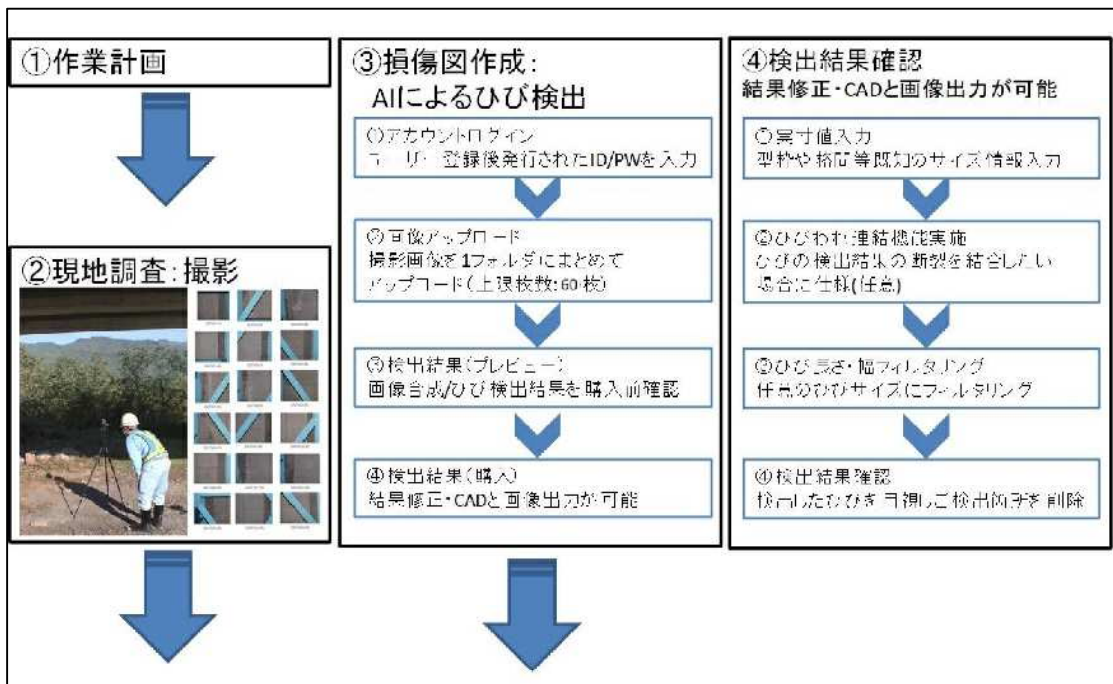 ①作業計画
②現地調査：撮影
③損傷図作成：
AIによるひび検出
①アカウントログイン
ユーザー登録後発行されたID/PWを入力
②画像アップロード
撮影画像を1フォルダにまとめて
アップロード（上限枚数：60枚）
③検出結果（プレビュー）
画像合成/ひび検出結果を購入前確認
④検出結果（購入）
結果修正・CADと画像出力が可能
④検出結果確認
結果修正・CADと画像出力が可能
①実寸値入力
型枠や格間等既知のサイズ情報入力
②ひびわれ連結機能実施
ひびの検出結果の断裂を結合したい
場合に仕様(任意)
③ひび長さ・幅フィルタリング
任意のひびサイズにフィルタリング
④検出結果確認
検出したひびを目視しご検出箇所を削除